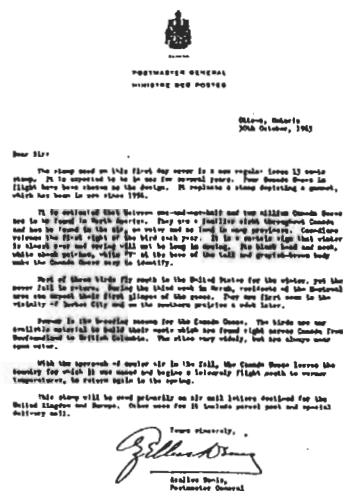 POSTMASTER GENERAL
MINISTRE DES POSTES
Ottawa, Ontario
30th October, 1963
Dear Sir:
The stamp used on this first day cover is a new regular issue 15 cents
stamp. It is expected to be in use for several years. Four Canada Geese in
flight have been chosen as the design. It replaces a stamp depicting a gannet,
which has been in use since 1954.
It is estimated that between one-and-one-half and two million Canada Geese
are to be found in North America. They are a familiar sight throughout Canada
and can be found in the air, on water and on land in many provinces. Canadians
welcome the first sight of the bird each year. It is a certain sign that winter
is almost over and spring will not be long in coming. Its black head and neck,
white cheek patches, white "V" at the base of the tail and grayish-brown body
make the Canada Goose easy to identify.
Most of these birds fly south to the United States for the winter, yet
never fail to return. During the third week in March, residents of the Montreal
area can expect their first glimpse of the geese. They are first seen in the
vicinity of Quebec City and on the southern prairies a week later.
Summer is the breeding season for the Canada Goose. The birds use any
available material to build their nests which are found right across Canada from
Newfoundland to British Columbia. The sites vary widely, but are always near
open water.
With the approach of cooler air in the fall, the Canada Goose leaves the
country for which it was named and begins a leisurely flight south to warmer
temperatures, to return again in the spring.
This stamp will be used primarily on air mail letters destined for the
United Kingdom and Europe. Other uses for it include parcel post and special
delivery mail.
Yours sincerely,
Azellus Denis,
Postmaster General